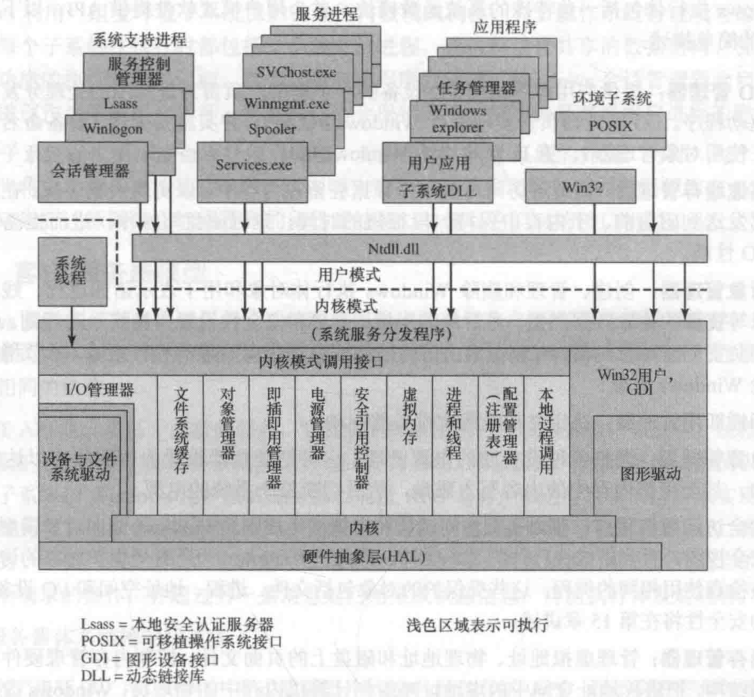 服务进程
系统支持进程
应用程序
服务控制
管理器
SVChost.exe
任务管理器
环境子系统
Lsass
Winmgmt.exe
Windows
explorer
Winlogon
Spooler
POSIX
会话管理器
Services.exe
用户应用
子系统DLL
Win32
系统
线程
Ntdll.dll
用户模式
内核模式
(系统服务分发程序)
内核模式调用接口
Win32用户,
GDI
I/O管理器
文件系统缓存
对象管理器
即插即用管理器
电源管理器
安全引用控制器
虚拟内存
进程和线程
配置管理器
(注册表)
本地过程调用
设备与文件
系统驱动
图形驱动
内核
硬件抽象层(HAL)
Lsass = 本地安全认证服务器
POSIX = 可移植操作系统接口
GDI = 图形设备接口
DLL = 动态链接库
浅色区域表示可执行